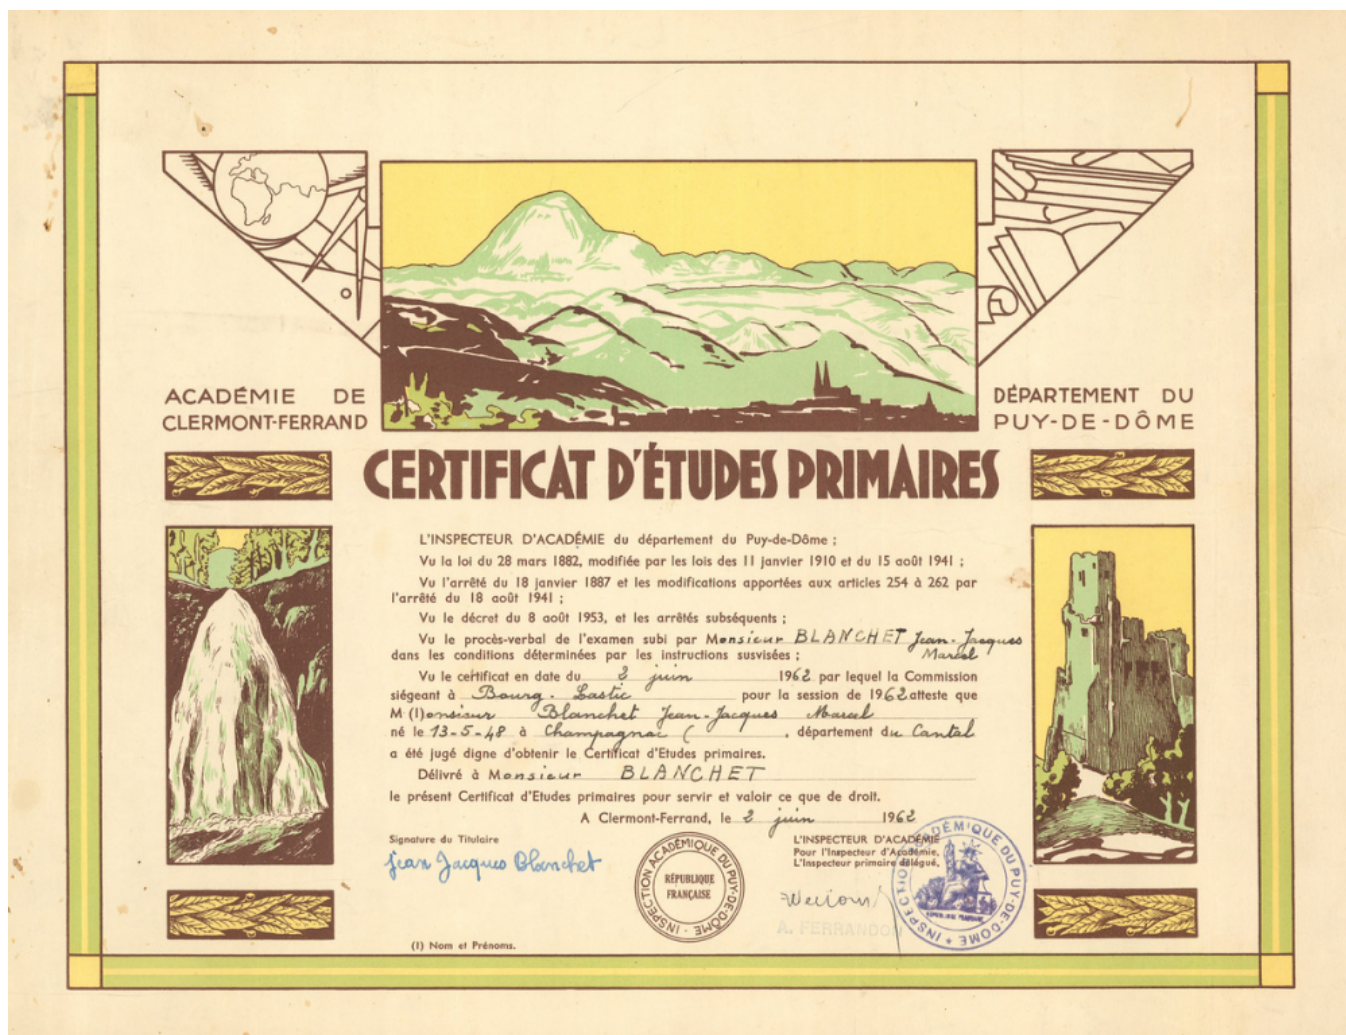 ACADÉMIE DE
CLERMONT-FERRAND
DÉPARTEMENT DU
PUY-DE-DÔME
CERTIFICAT D'ÉTUDES PRIMAIRES
L'INSPECTEUR D'ACADÉMIE du département du Puy-de-Dôme ;
Vu la loi du 28 mars 1882, modifiée par les lois des 11 janvier 1910 et du 15 août 1941 ;
Vu l'arrêté du 18 janvier 1887 et les modifications apportées aux articles 254 à 262 par
l'arrêté du 18 août 1941 ;
Vu le décret du 8 août 1953, et les arrêtés subséquents ;
Vu le procès-verbal de l'examen subi par Monsieur BLANCHET Jean-Jacques
dans les conditions déterminées par les instructions susvisées ; Marcel
Vu le certificat en date du 2 juin 1962 par lequel la Commission
siégeant à Bourg-Lastic pour la session de 1962 atteste que
M (1)onsieur Blanchet Jean-Jacques Marcel
né le 13-5-48 à Champagnac ( , département du Cantal
a été jugé digne d'obtenir le Certificat d'Etudes primaires.
Délivré à Monsieur BLANCHET
le présent Certificat d'Etudes primaires pour servir et valoir ce que de droit.
A Clermont-Ferrand, le 2 juin 1962
Signature du Titulaire
Jean Jacques Blanchet
INSPECTION ACADÉMIQUE DU PUY-DE-DÔME
RÉPUBLIQUE
FRANÇAISE
L'INSPECTEUR D'ACADÉMIE
Pour l'Inspecteur d'Académie,
L'Inspecteur primaire délégué,
A. FERRANDON
INSPECTION ACADÉMIQUE DU PUY-DE-DÔME
(1) Nom et Prénoms.